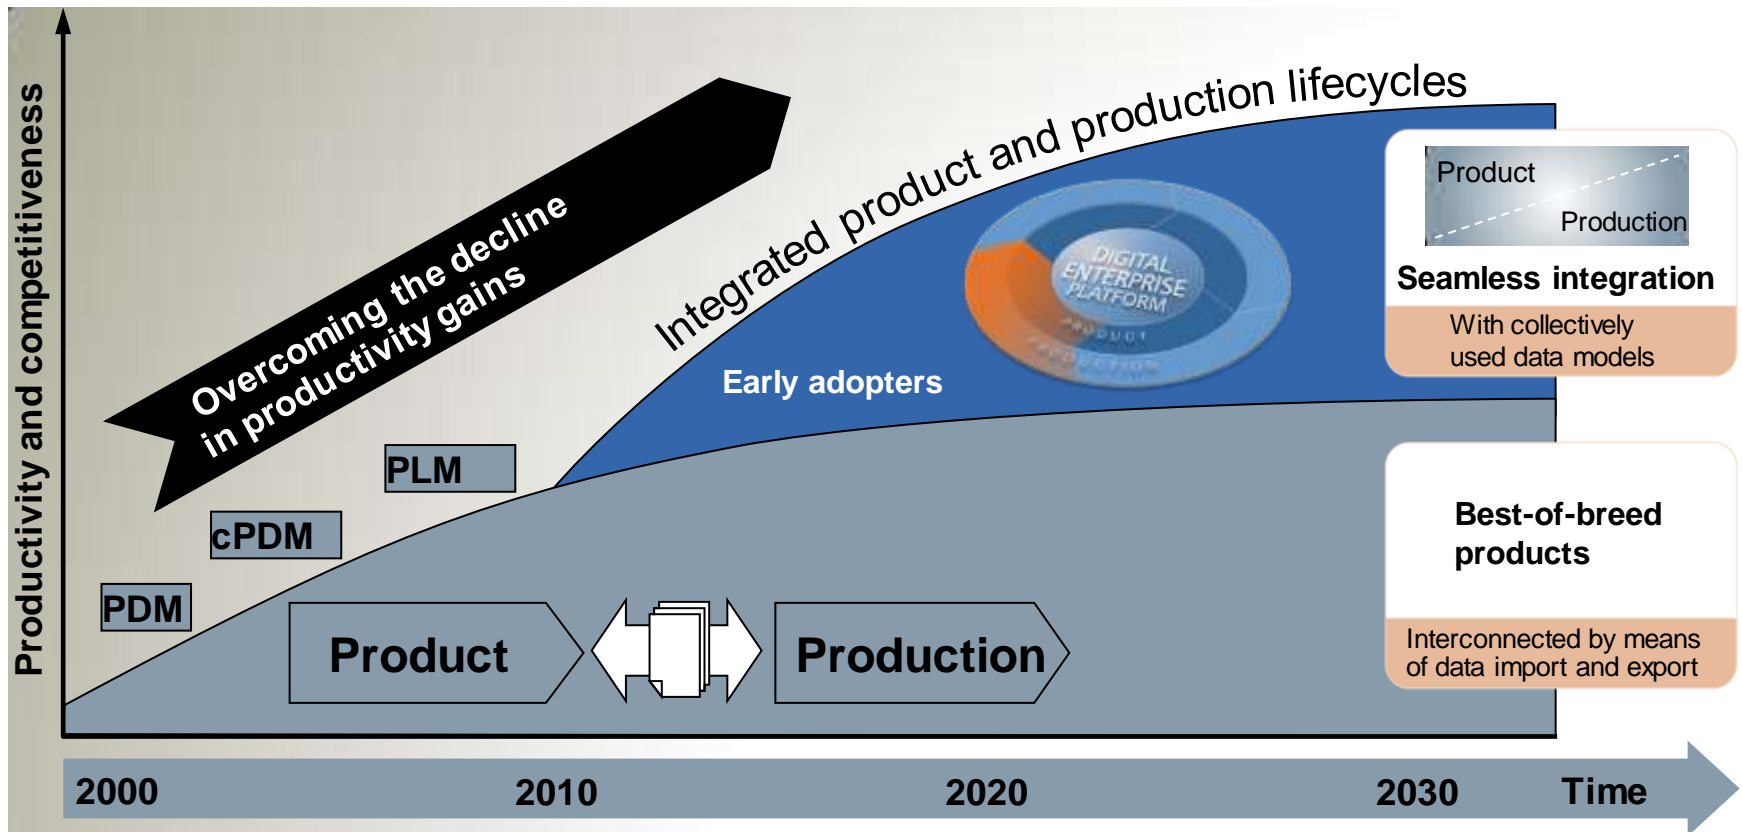 Productivity and competitiveness
Overcoming the decline
in productivity gains
Integrated product and production lifecycles
PLM
cPDM
PDM
Early adopters
DIGITAL
ENTERPRISE
PLATFORM
PRODUCT
PRODUCTION
Product
Production
Seamless integration
With collectively
used data models
Best-of-breed
products
Interconnected by means
of data import and export
Product
Production
2000
2010
2020
2030
Time